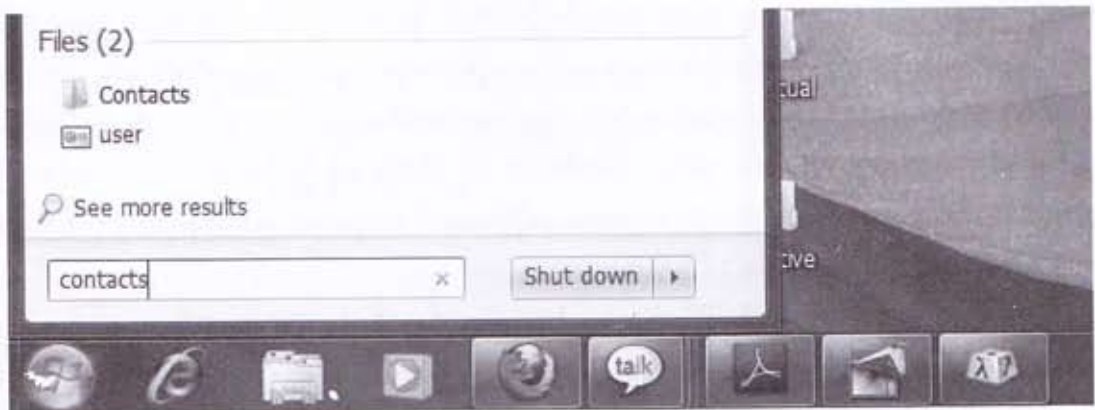 Files (2)
Contacts
user
See more results
contacts
Shut down
talk